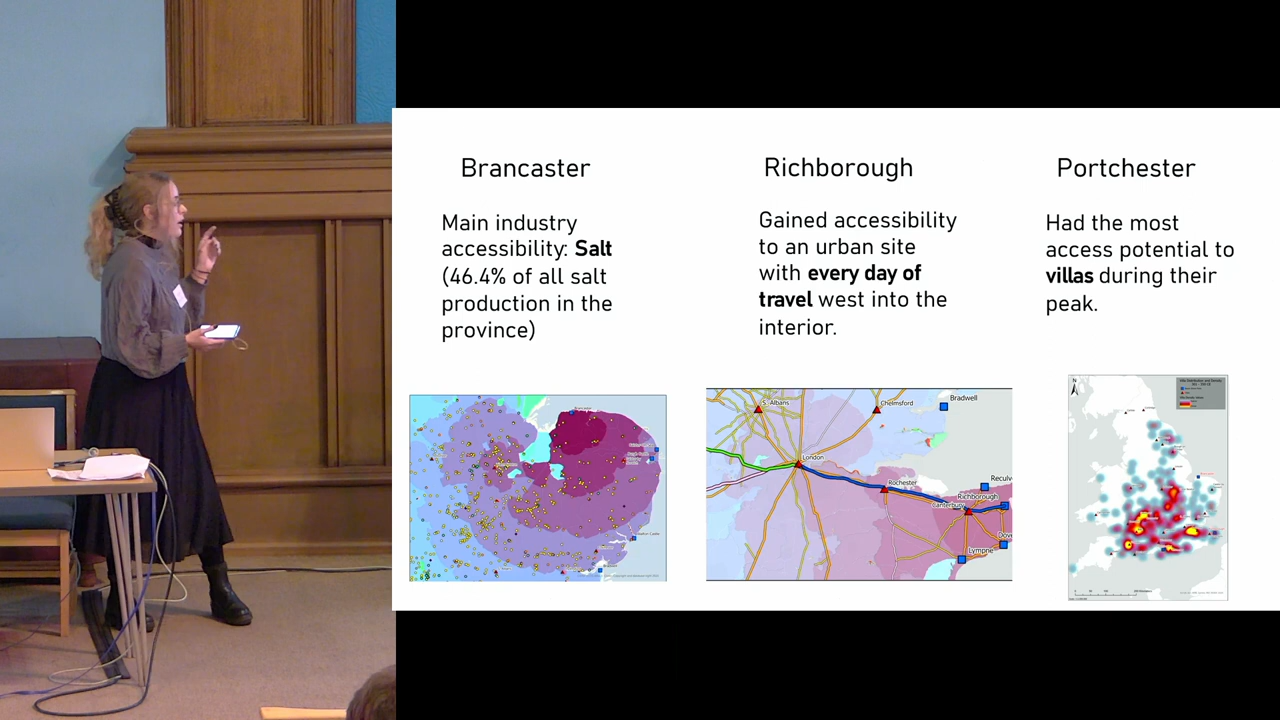 Brancaster
Main industry
accessibility: Salt
(46.4% of all salt
production in the
province)
Richborough
Gained accessibility
to an urban site
with every day of
travel west into the
interior.
Portchester
Had the most
access potential to
villas during their
peak.
S. Albans
Chelmsford
Bradwell
London
Rochester
Reculv
Richborough
Canterbury
Dov
Lympne
N